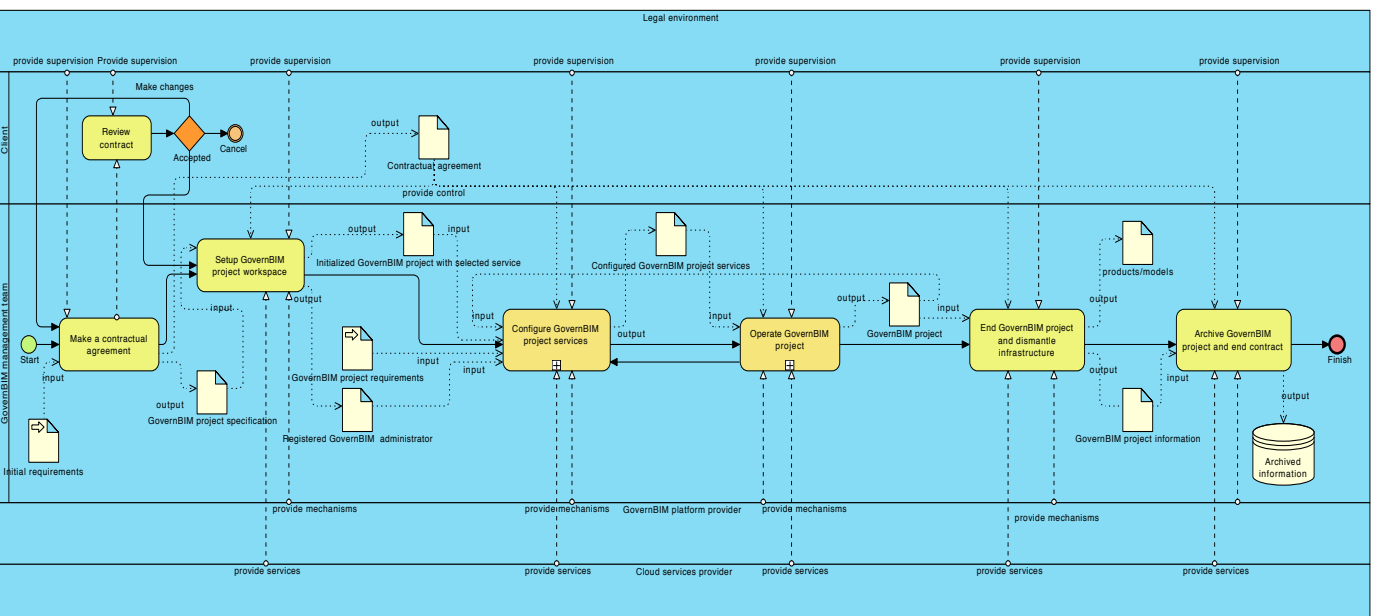 Legal environment
provide supervision
Provide supervision
provide supervision
provide supervision
provide supervision
provide supervision
provide supervision
Make changes
Client
Review
contract
Accepted
Cancel
output
Contractual agreement
provide control
GovernBIM management team
Setup GovernBIM
project workspace
output
input
Initialized GovernBIM project with selected service
Configured GovernBIM project services
products/models
input
output
input
Make a contractual
agreement
Start
input
output
GovernBIM project specification
Initial requirements
GovernBIM project requirements
input
input
Registered GovernBIM  administrator
Configure GovernBIM
project services
output
input
Operate GovernBIM
project
output
GovernBIM project
input
End GovernBIM project
and dismantle
infrastructure
output
output
input
GovernBIM project information
Archive GovernBIM
project and end contract
Finish
output
Archived
information
provide mechanisms
provide mechanisms
GovernBIM platform provider
provide mechanisms
provide mechanisms
provide services
provide services
Cloud services provider
provide services
provide services
provide services